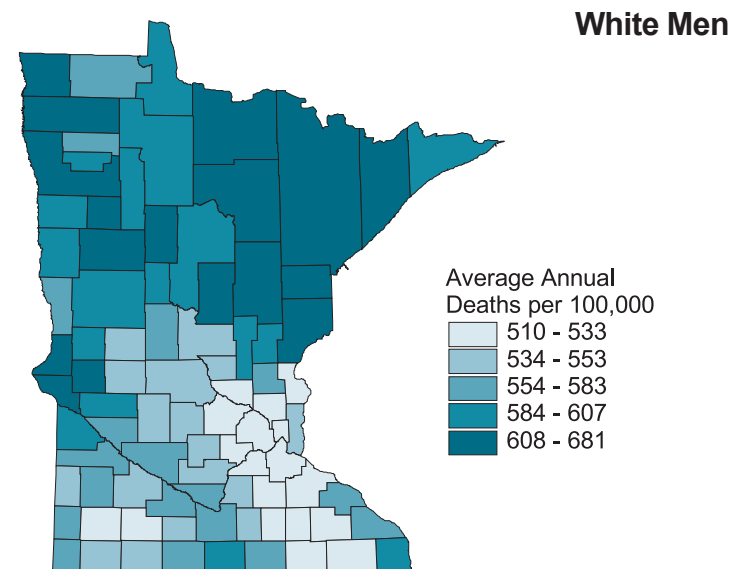 White Men
Average Annual
Deaths per 100,000
510 - 533
534 - 553
554 - 583
584 - 607
608 - 681